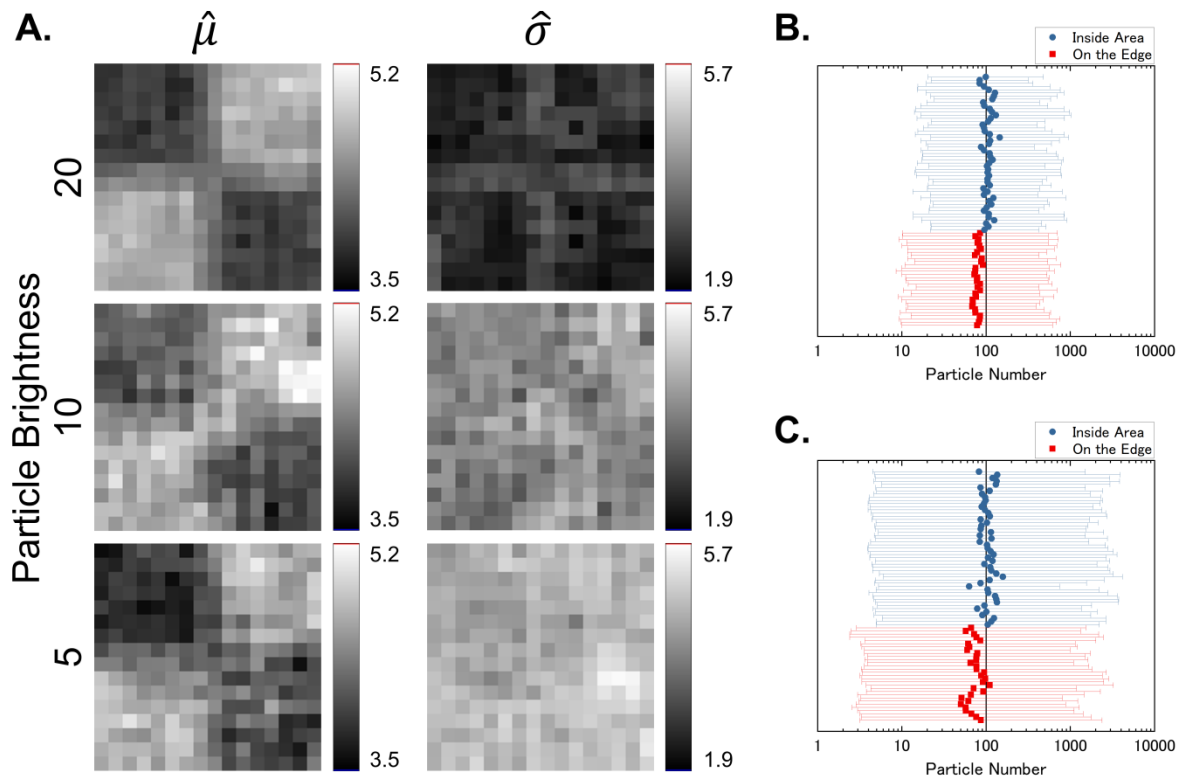 A.
μ̂
σ̂
Particle Brightness
20
5.2
3.5
5.7
1.9
10
5.2
3.5
5.7
1.9
5
5.2
3.5
5.7
1.9
B.
Inside Area
On the Edge
1 10 100 1000 10000
Particle Number
C.
Inside Area
On the Edge
1 10 100 1000 10000
Particle Number